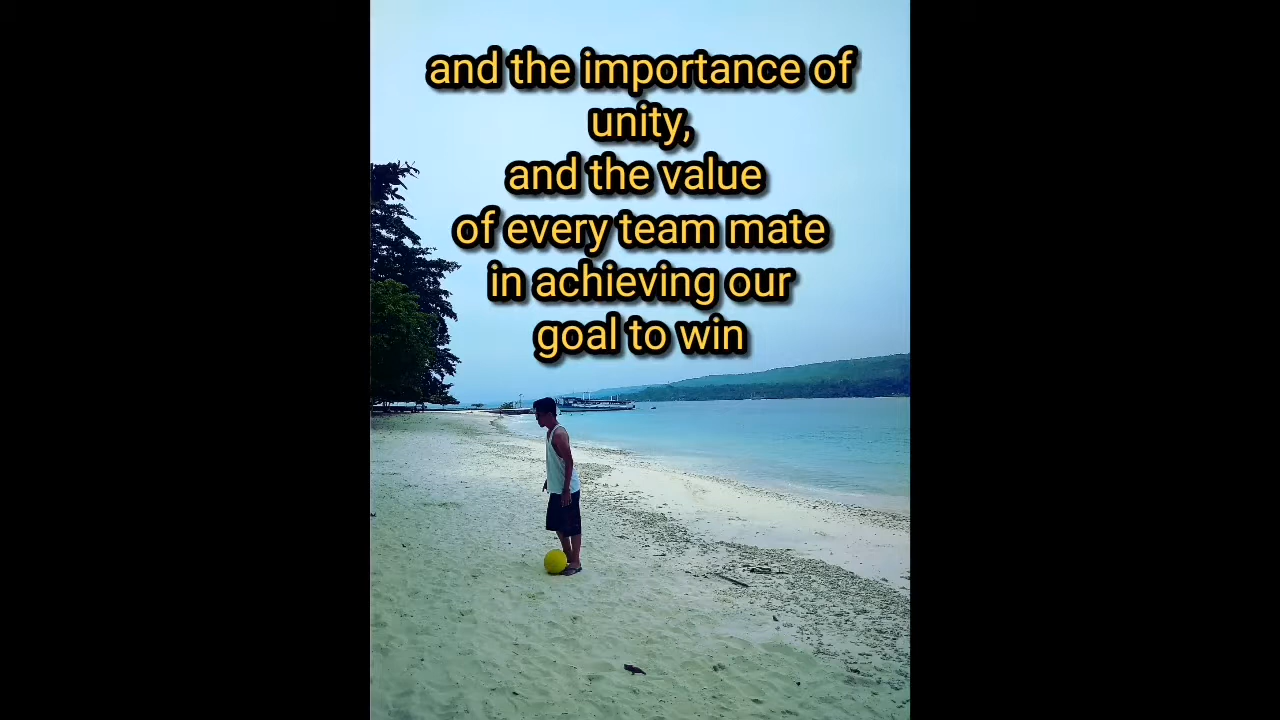 and the importance of
unity,
and the value
of every team mate
in achieving our
goal to win